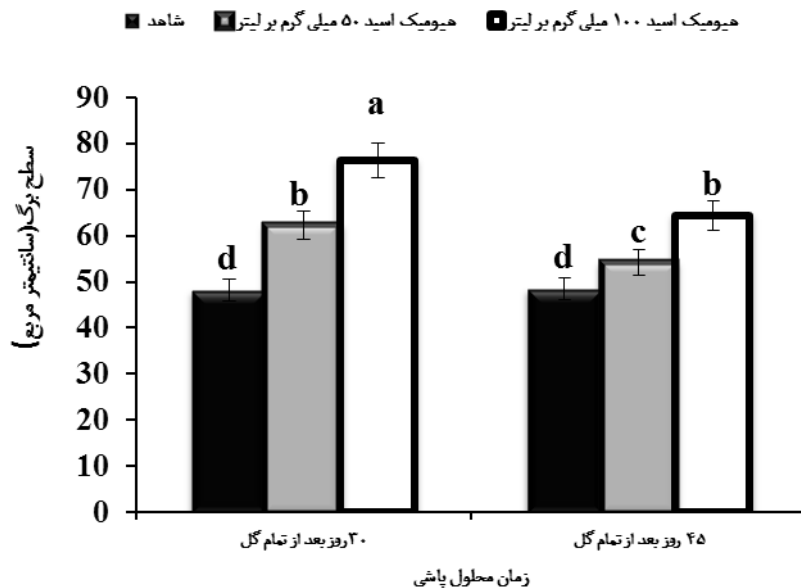 شاهد هیومیک اسید ۵۰ میلی گرم بر لیتر هیومیک اسید ۱۰۰ میلی گرم بر لیتر
سطح برگ(سانتیمتر مربع)
90
80
70
60
50
40
30
20
10
0
d b a d c b
۳۰روز بعد از تمام گل ۴۵ روز بعد از تمام گل
زمان محلول پاشی